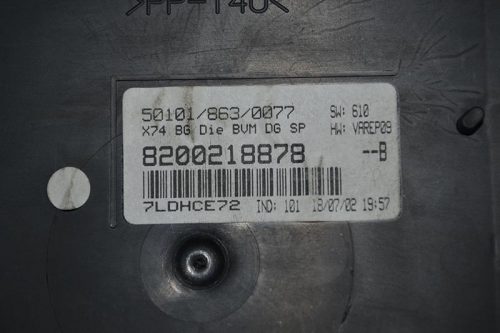 >PP-T40<
50101/863/0077 SW: 610
X74 BG Die BVM DG SP HW: VAREP09
8200218878 --B
7LDHCE72 IND: 101 18/07/02 19:57